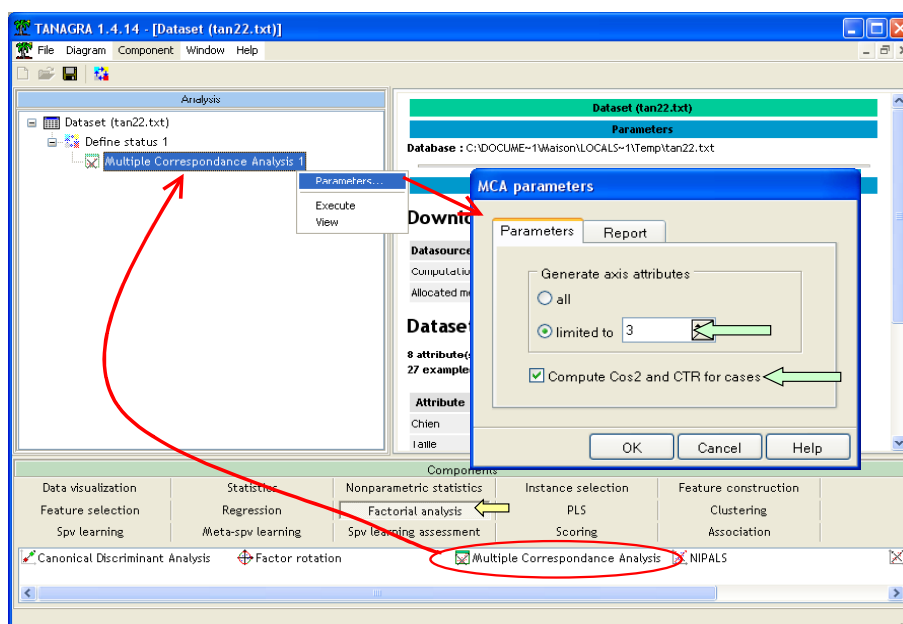 TANAGRA 1.4.14 - [Dataset (tan22.txt)]
File Diagram Component Window Help
Analysis
Dataset (tan22.txt)
Define status 1
Multiple Correspondance Analysis 1
Parameters...
Execute
View
Dataset (tan22.txt)
Parameters
Database : C:\DOCUME~1\Maison\LOCALS~1\Temp\tan22.txt
Downlo
Datasource
Computatio
Allocated me
Datase
8 attribute(s
27 example
Attribute
Chien
Taille
MCA parameters
Parameters Report
Generate axis attributes
all
limited to 3
Compute Cos2 and CTR for cases
OK Cancel Help
Components
Data visualization Statistics Nonparametric statistics Instance selection Feature construction
Feature selection Regression Factorial analysis PLS Clustering
Spv learning Meta-spv learning Spv learning assessment Scoring Association
Canonical Discriminant Analysis Factor rotation Multiple Correspondance Analysis NIPALS